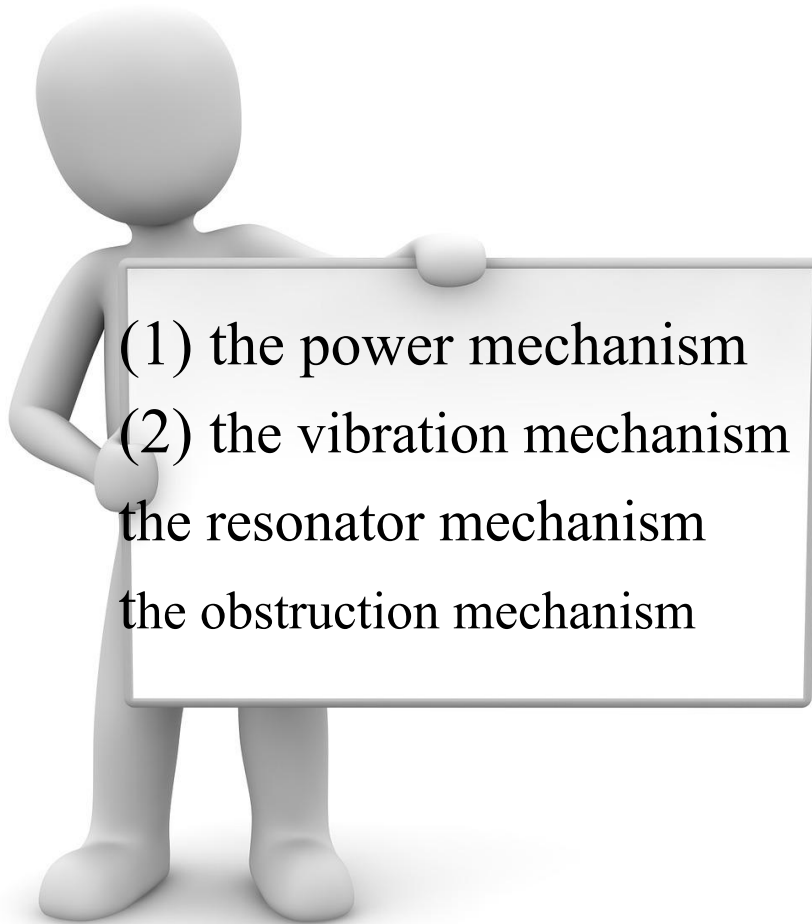 (1) the power mechanism
(2) the vibration mechanism
the resonator mechanism
the obstruction mechanism